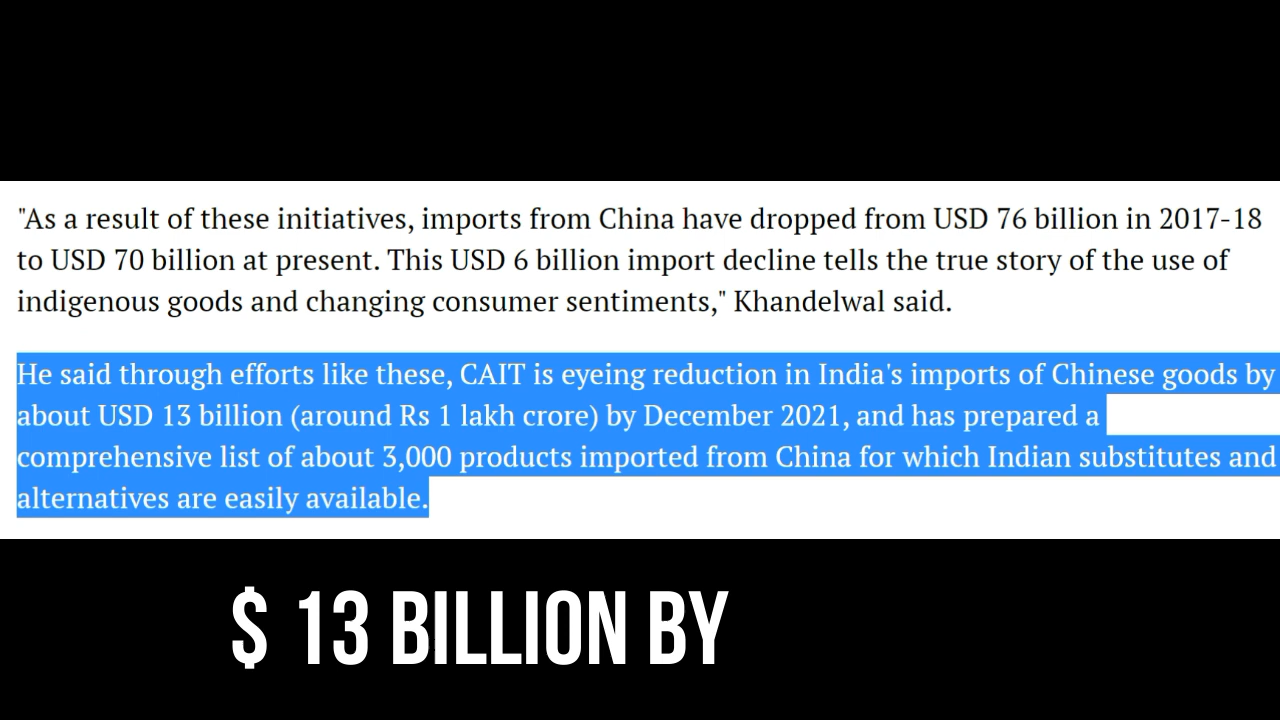 "As a result of these initiatives, imports from China have dropped from USD 76 billion in 2017-18
to USD 70 billion at present. This USD 6 billion import decline tells the true story of the use of
indigenous goods and changing consumer sentiments," Khandelwal said.
He said through efforts like these, CAIT is eyeing reduction in India's imports of Chinese goods by
about USD 13 billion (around Rs 1 lakh crore) by December 2021, and has prepared a
comprehensive list of about 3,000 products imported from China for which Indian substitutes and
alternatives are easily available.
$ 13 BILLION BY